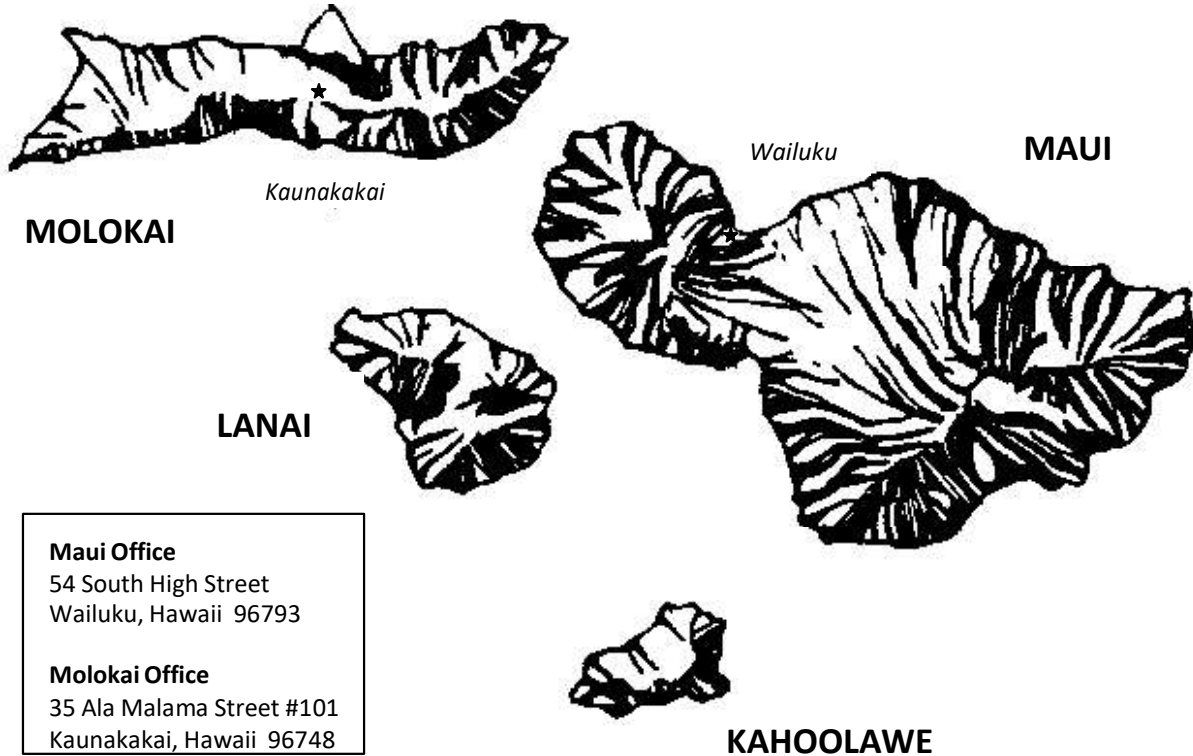 Wailuku
MAUI
Kaunakakai
MOLOKAI
LANAI
Maui Office
54 South High Street
Wailuku, Hawaii 96793
Molokai Office
35 Ala Malama Street #101
Kaunakakai, Hawaii 96748
KAHOOLAWE